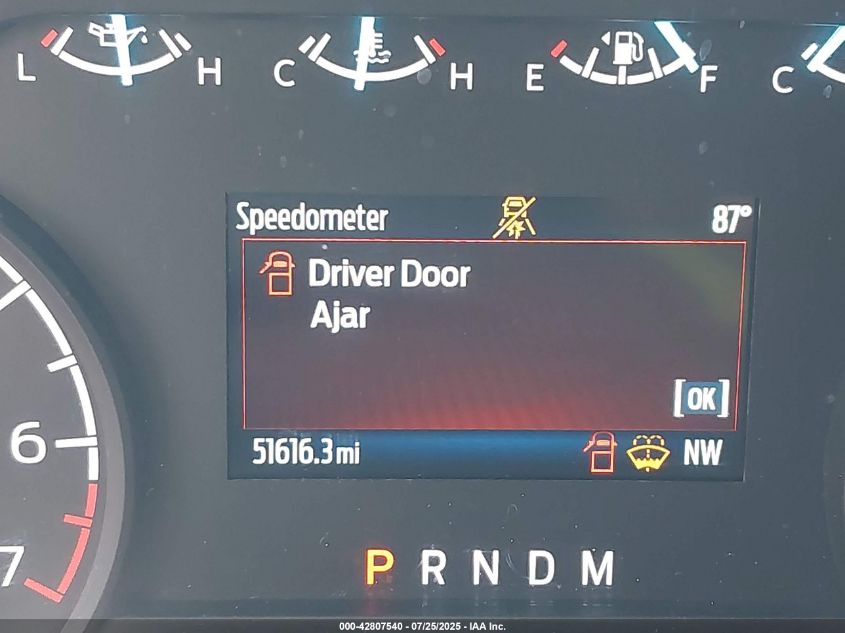 L H C H E F C
Speedometer 87°
Driver Door
Ajar
[OK]
51616.3 mi NW
6
7
P R N D M
000-42807540 - 07/25/2025 - IAA Inc.